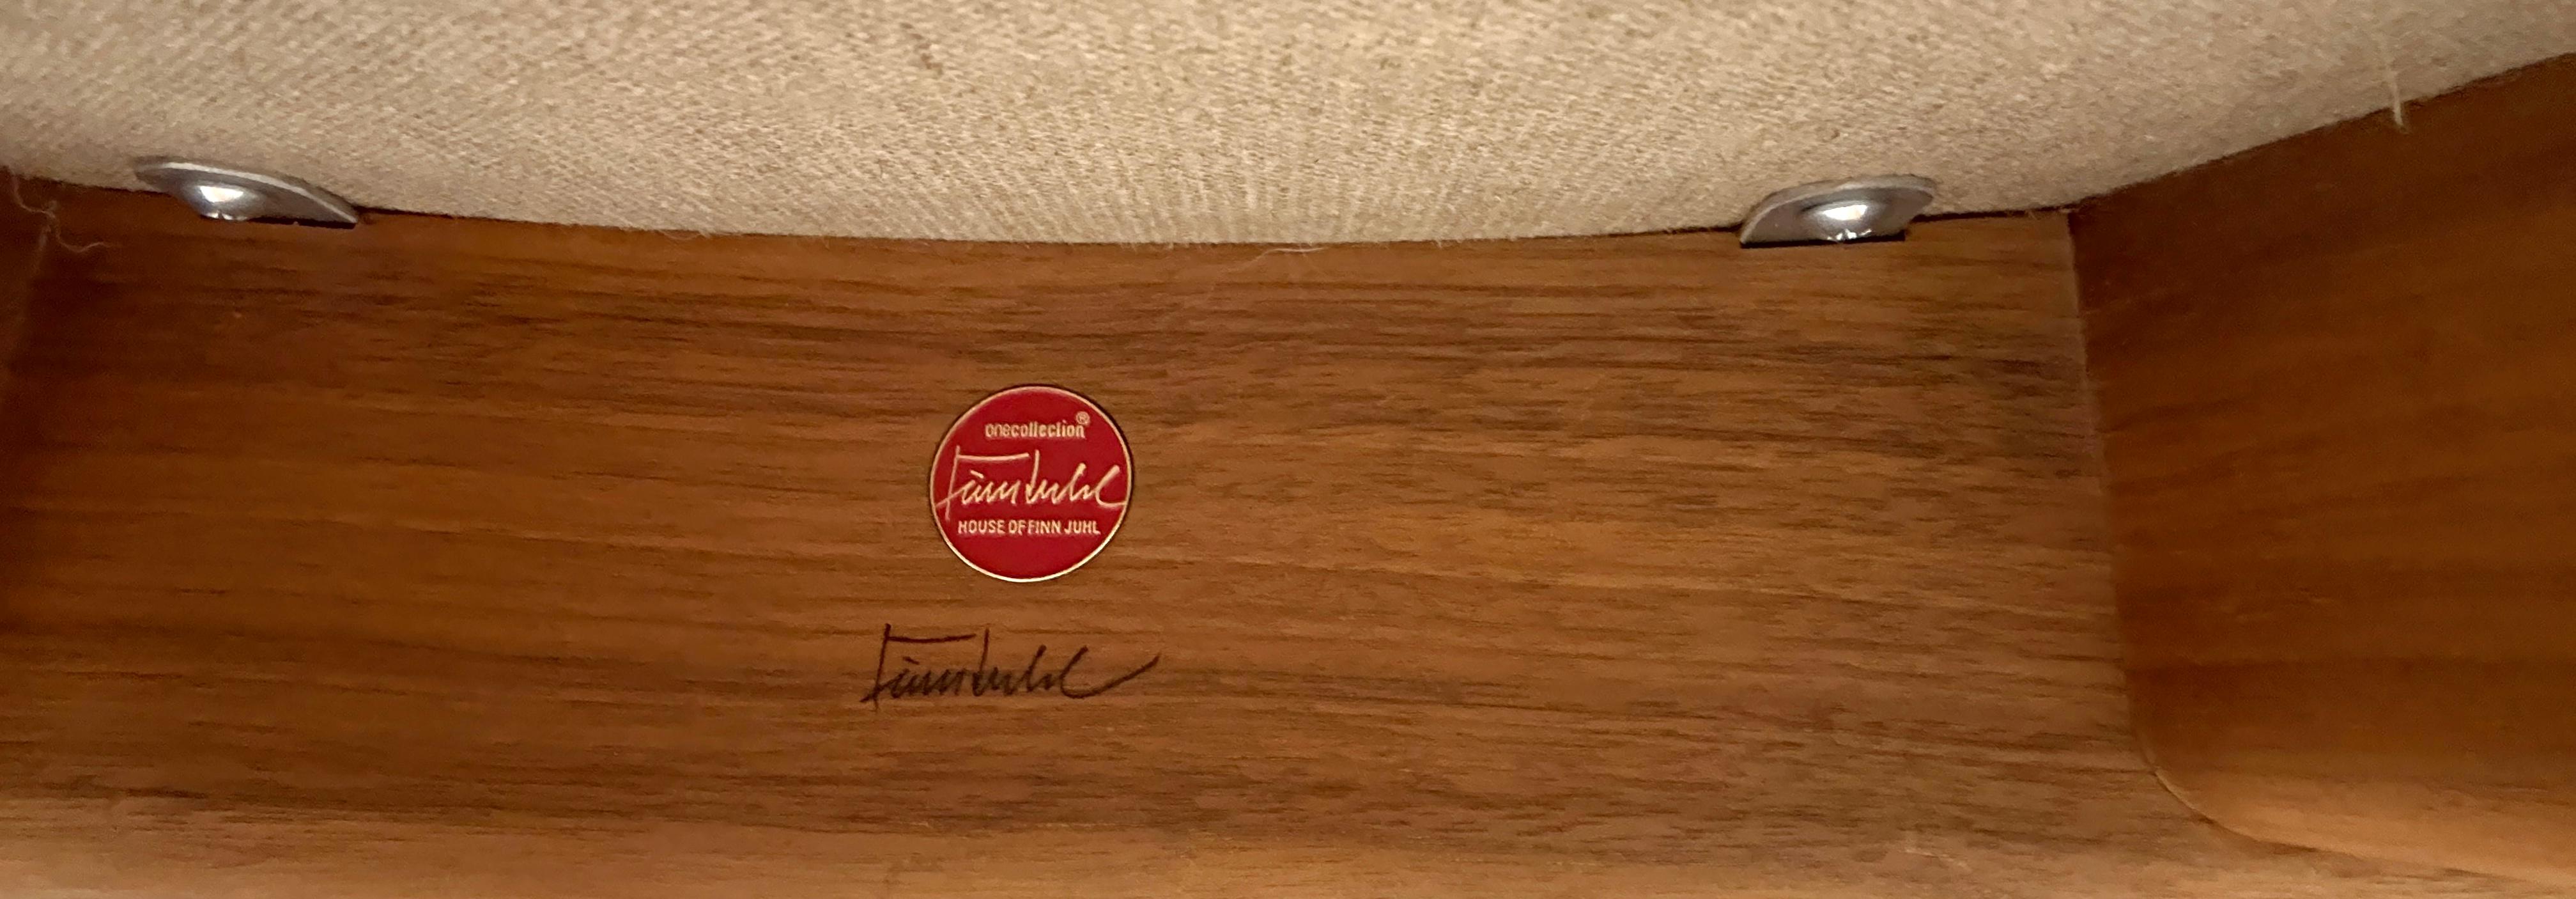 onecollection®
Finn Juhl
HOUSE OF FINN JUHL
Finn Juhl